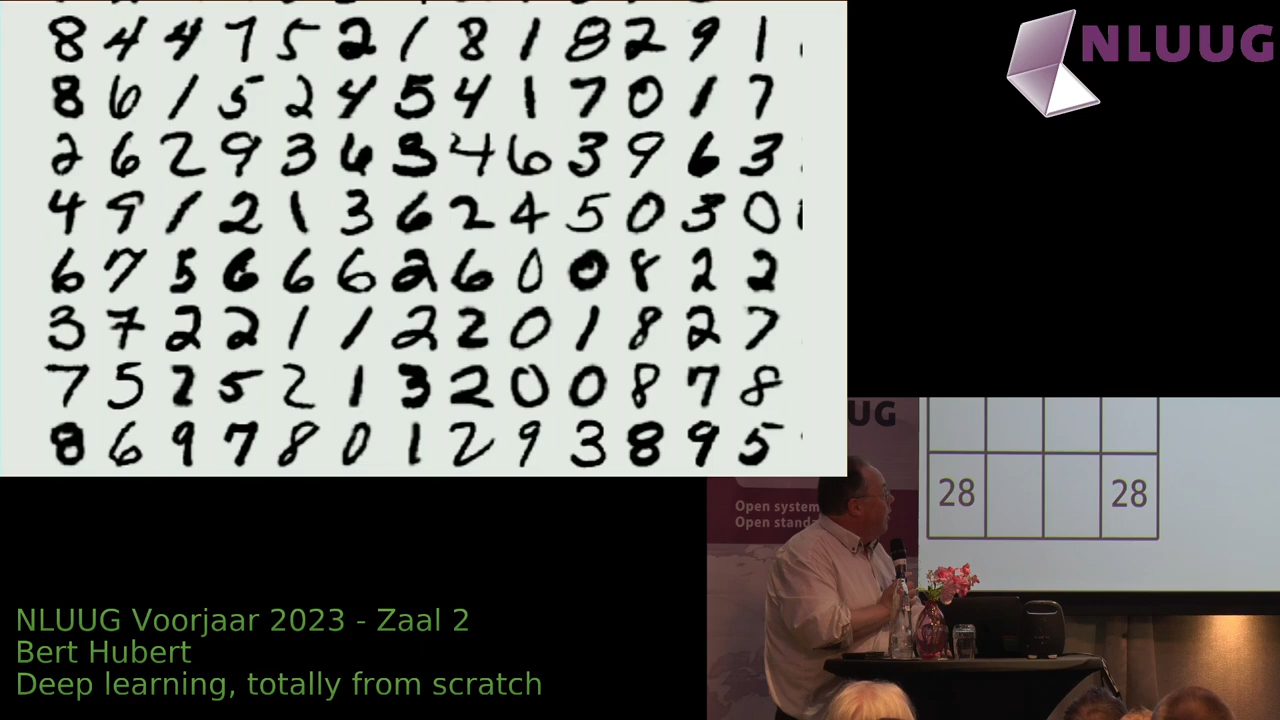 8 4 4 7 5 2 1 8 1 8 2 9 1
8 6 1 5 2 4 5 4 1 7 0 1 7
2 6 2 9 3 6 3 4 6 3 9 6 3
4 9 1 2 1 3 6 2 4 5 0 3 0
6 7 5 6 6 6 2 6 0 0 8 2 2
3 7 2 2 1 1 2 2 0 1 8 2 7
7 5 2 5 2 1 3 2 0 0 8 7 8
8 6 9 7 8 0 1 2 9 3 8 9 5
NLUUG
UG
Open system
Open stand
28 28
NLUUG Voorjaar 2023 - Zaal 2
Bert Hubert
Deep learning, totally from scratch